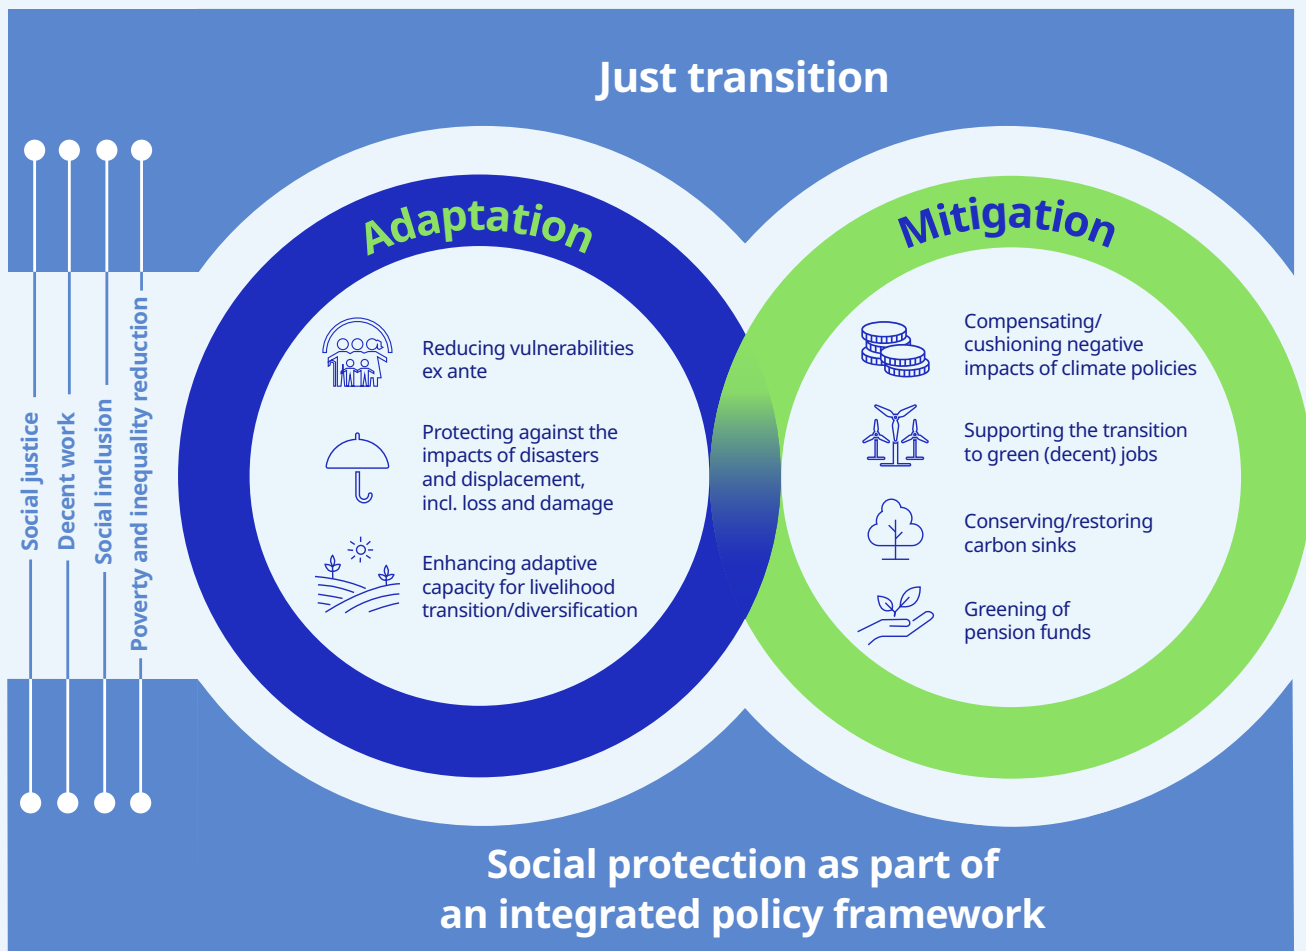 Just transition
Social justice
Decent work
Social inclusion
Poverty and inequality reduction
Adaptation
Reducing vulnerabilities
ex ante
Protecting against the
impacts of disasters
and displacement,
incl. loss and damage
Enhancing adaptive
capacity for livelihood
transition/diversification
Mitigation
Compensating/
cushioning negative
impacts of climate policies
Supporting the transition
to green (decent) jobs
Conserving/restoring
carbon sinks
Greening of
pension funds
Social protection as part of
an integrated policy framework